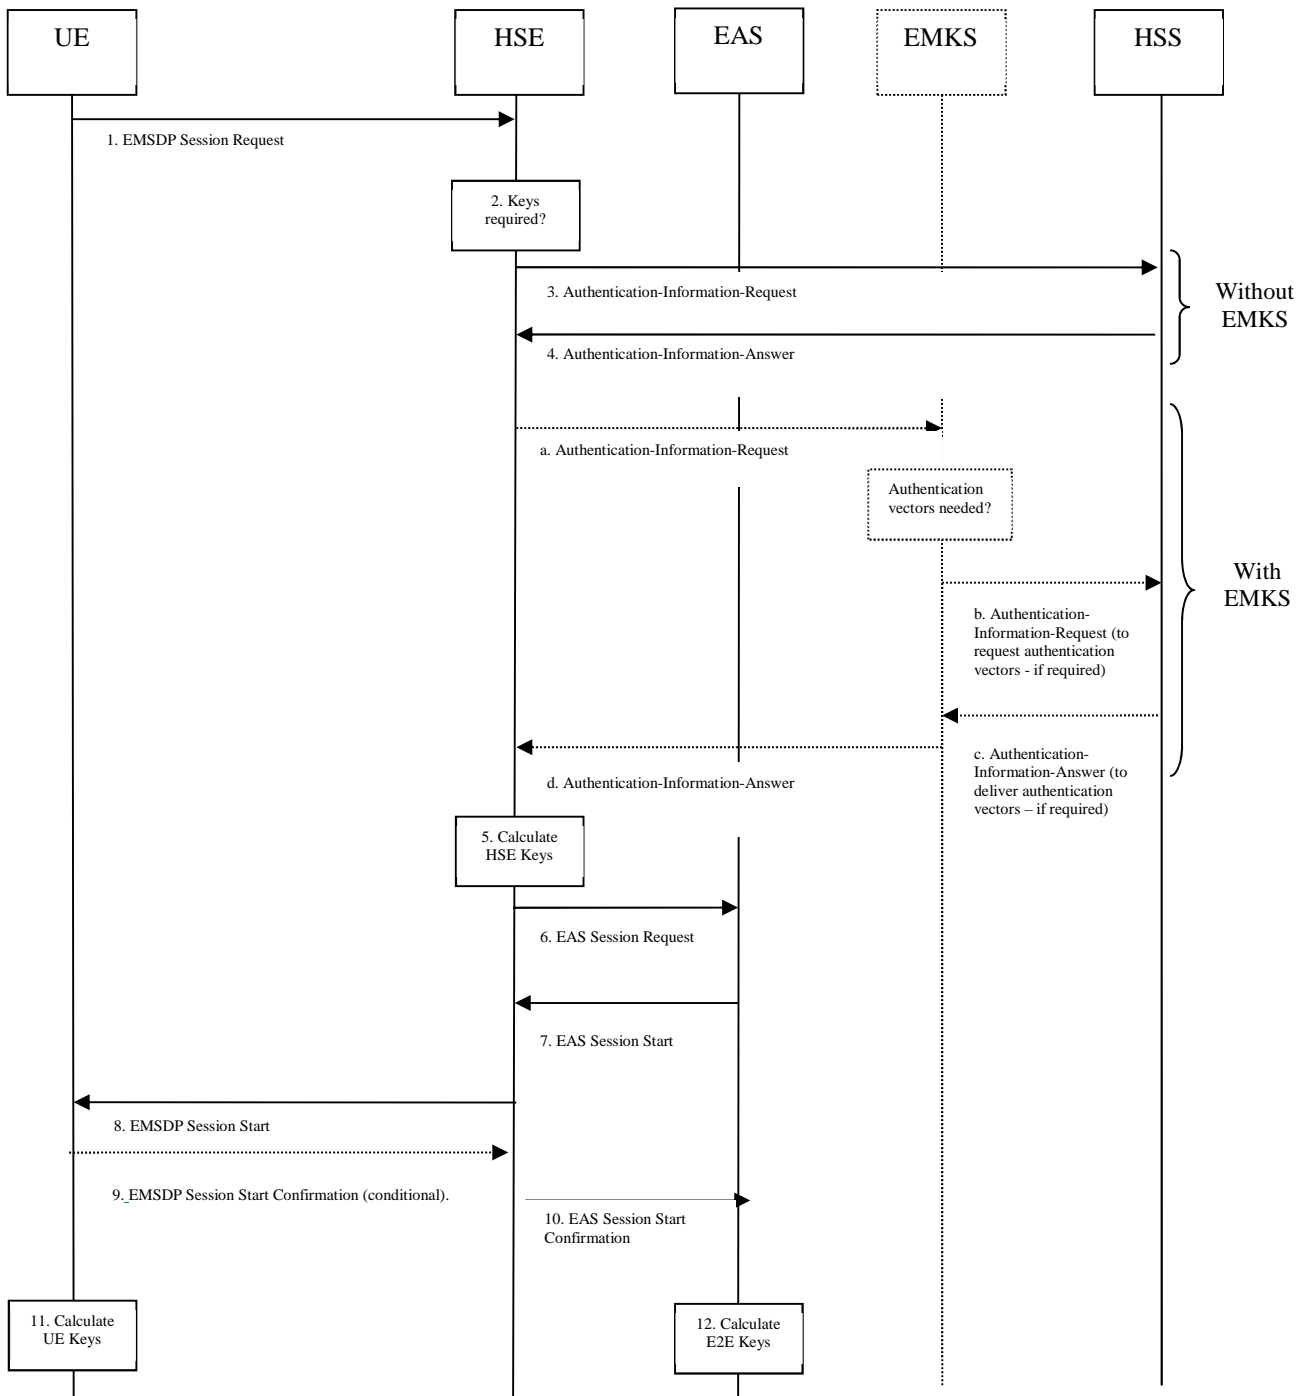 UE
HSE
EAS
EMKS
HSS
1. EMSDP Session Request
2. Keys
required?
3. Authentication-Information-Request
Without
EMKS
4. Authentication-Information-Answer
a. Authentication-Information-Request
Authentication
vectors needed?
With
EMKS
b. Authentication-
Information-Request (to
request authentication
vectors - if required)
c. Authentication-
Information-Answer (to
deliver authentication
vectors – if required)
d. Authentication-Information-Answer
5. Calculate
HSE Keys
6. EAS Session Request
7. EAS Session Start
8. EMSDP Session Start
9. EMSDP Session Start Confirmation (conditional).
10. EAS Session Start
Confirmation
11. Calculate
UE Keys
12. Calculate
E2E Keys